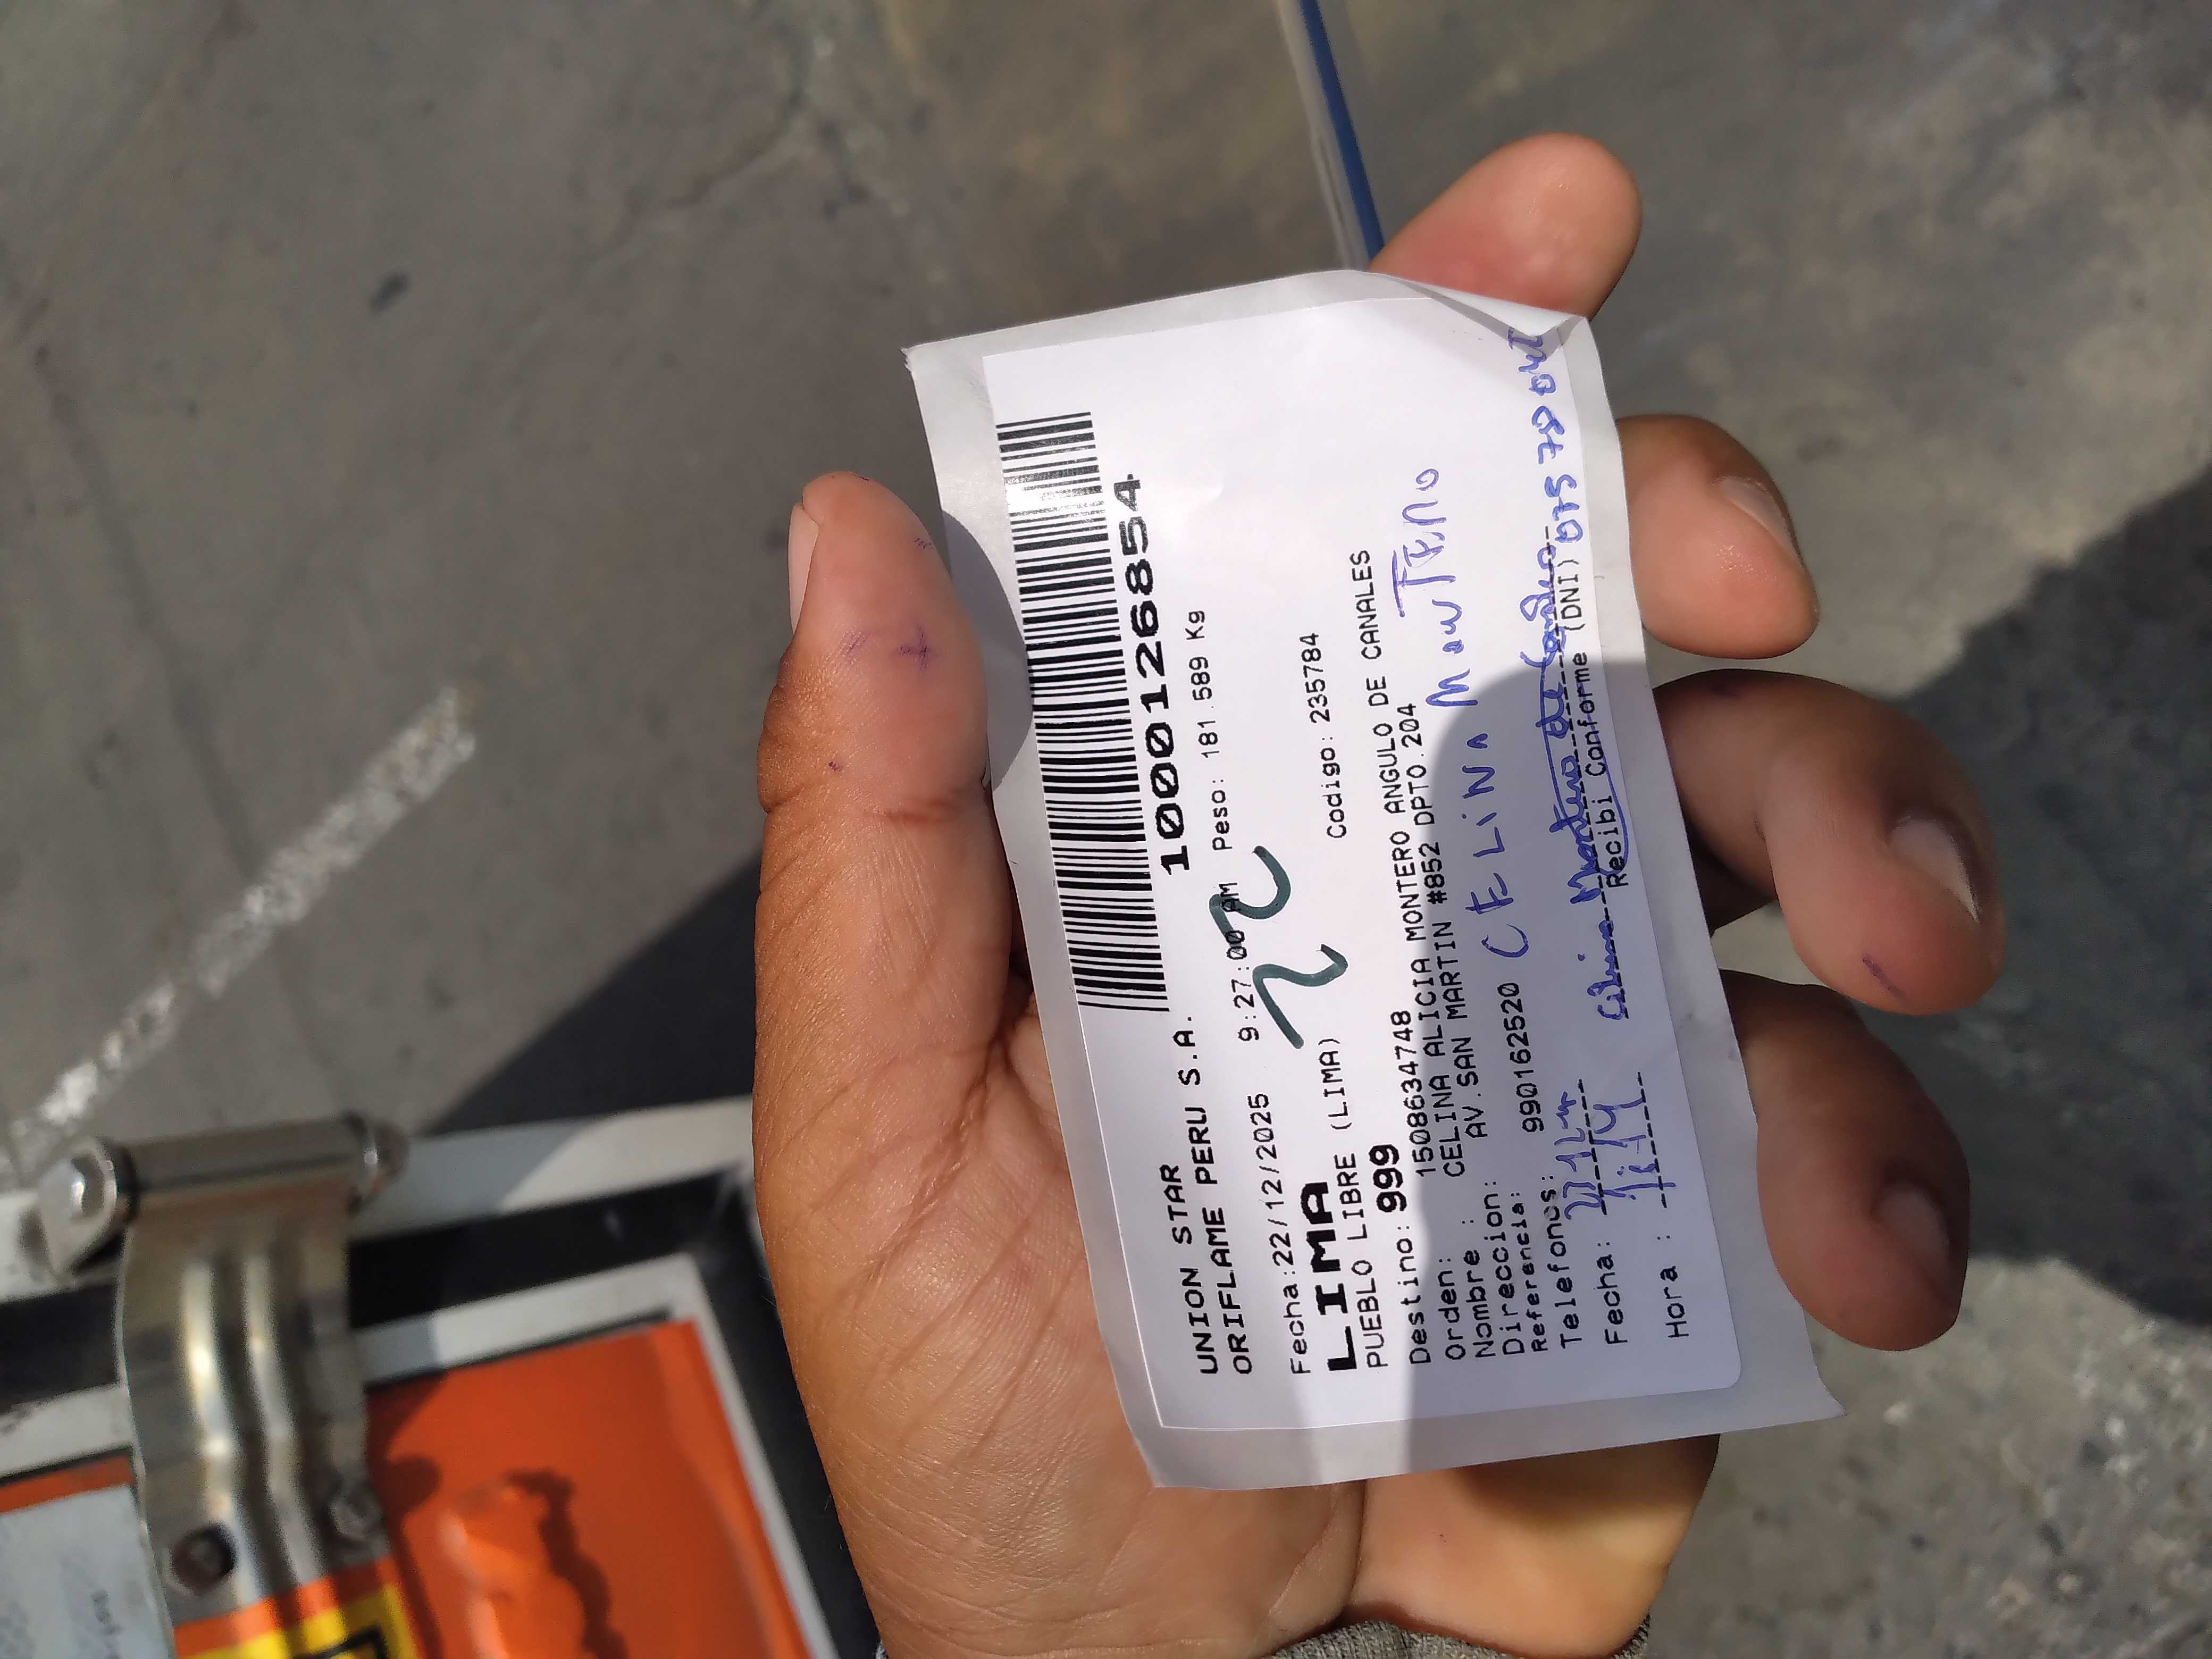 10001268544
UNION STAR
ORIFLAME PERU S.A.
Fecha:22/12/2025 9:27:00 AM Peso: 181.589 Kg
LIMA
22
PUEBLO LIBRE (LIMA) Codigo: 235784
Destino: 999
Orden: 1508634748
Nombre : CELINA ALICIA MONTERO ANGULO DE CANALES
Direccion: AV.SAN MARTIN #852 DPTO.204
Referencia:
Telefonos: 990162520
CELINA MONTERO
Fecha:
Hora :
Recibi Conforme (DNI)